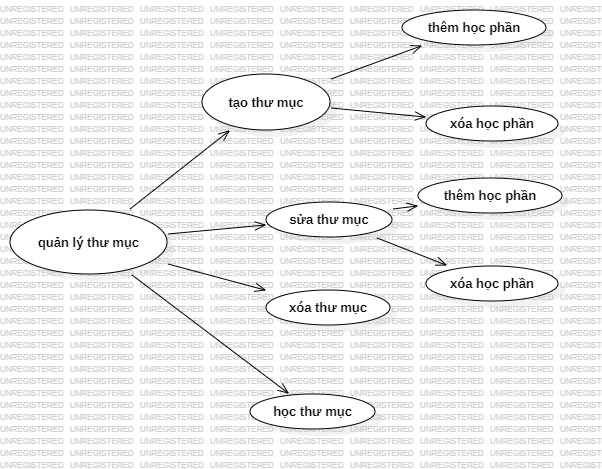 thêm học phần
tạo thư mục
xóa học phần
thêm học phần
sửa thư mục
quản lý thư mục
xóa học phần
xóa thư mục
học thư mục
UNREGISTERED